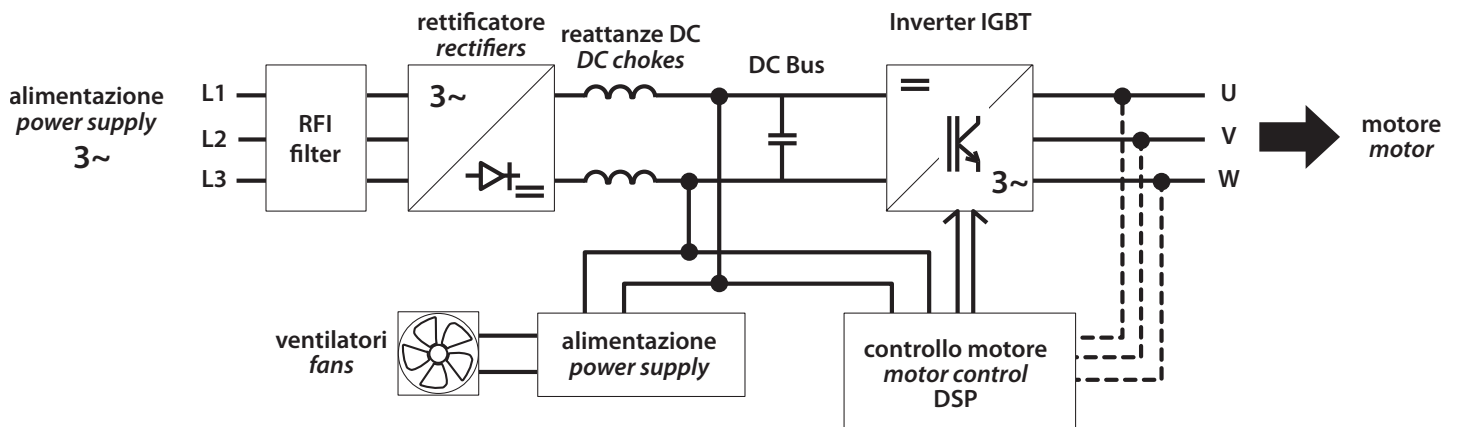 alimentazione
power supply
3~
L1
L2
L3
RFI
filter
rettificatore
rectifiers
3~
reattanze DC
DC chokes
DC Bus
Inverter IGBT
3~
U
V
W
motore
motor
ventilatori
fans
alimentazione
power supply
controllo motore
motor control
DSP